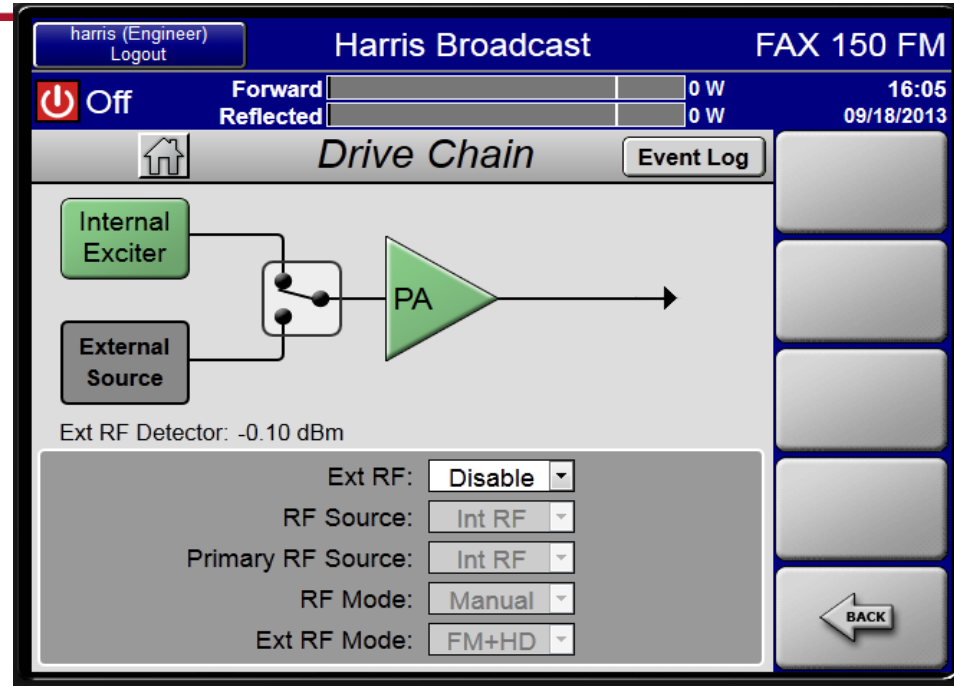 harris (Engineer)
Logout
Harris Broadcast
FAX 150 FM
Off
Forward
0 W
16:05
Reflected
0 W
09/18/2013
Drive Chain
Event Log
Internal
Exciter
PA
External
Source
Ext RF Detector: -0.10 dBm
Ext RF: Disable
RF Source: Int RF
Primary RF Source: Int RF
RF Mode: Manual
Ext RF Mode: FM+HD
BACK